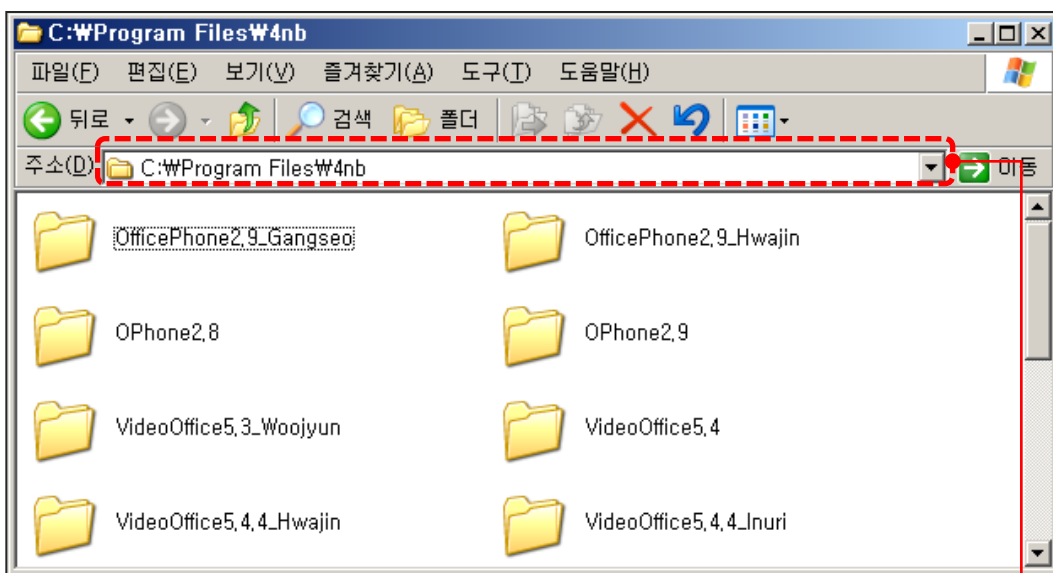 C:₩Program Files₩4nb
파일(F) 편집(E) 보기(V) 즐겨찾기(A) 도구(T) 도움말(H)
뒤로 검색 폴더
주소(D) C:₩Program Files₩4nb 이동
OfficePhone2,9_Gangseo OfficePhone2,9_Hwajin
OPhone2,8 OPhone2,9
VideoOffice5,3_Woojyun VideoOffice5,4
VideoOffice5,4,4_Hwajin VideoOffice5,4,4_Inuri